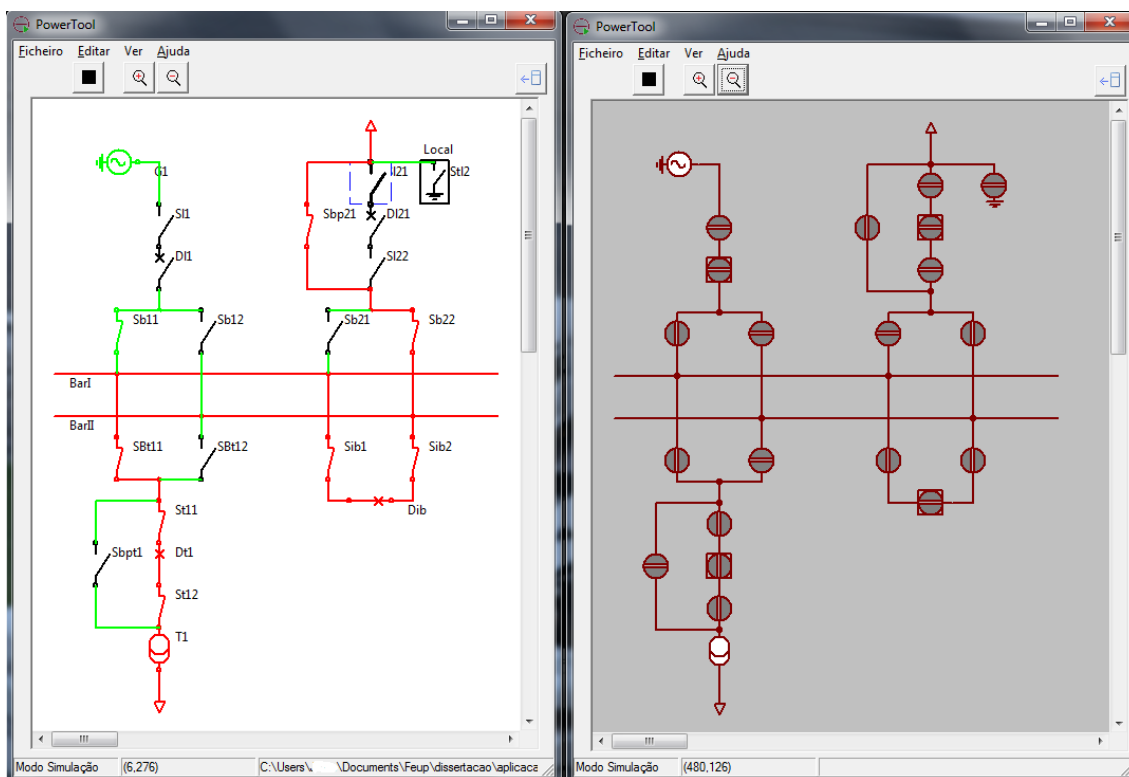 PowerTool
Ficheiro Editar Ver Ajuda
Local
G1
Sl21
Stl2
Sbp21
Dl21
Sl1
Dl1
Sl22
Sb11
Sb12
Sb21
Sb22
BarI
BarII
SBt11
SBt12
Sib1
Sib2
St11
Dib
Sbpt1
Dt1
St12
T1
Modo Simulação (6,276) C:\Users\ \Documents\Feup\dissertacao\aplicaca
PowerTool
Ficheiro Editar Ver Ajuda
Modo Simulação (480,126)